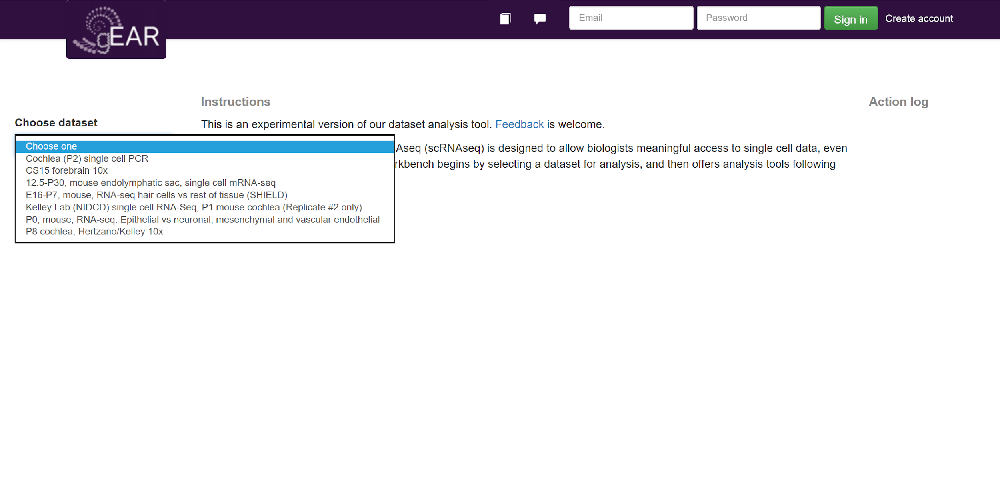 gEAR
Email
Password
Sign in
Create account
Instructions
Action log
Choose dataset
This is an experimental version of our dataset analysis tool. Feedback is welcome.
Choose one
Cochlea (P2) single cell PCR
CS15 forebrain 10x
12.5-P30, mouse endolymphatic sac, single cell mRNA-seq
E16-P7, mouse, RNA-seq hair cells vs rest of tissue (SHIELD)
Kelley Lab (NIDCD) single cell RNA-Seq, P1 mouse cochlea (Replicate #2 only)
P0, mouse, RNA-seq. Epithelial vs neuronal, mesenchymal and vascular endothelial
P8 cochlea, Hertzano/Kelley 10x
Aseq (scRNAseq) is designed to allow biologists meaningful access to single cell data, even
rkbench begins by selecting a dataset for analysis, and then offers analysis tools following